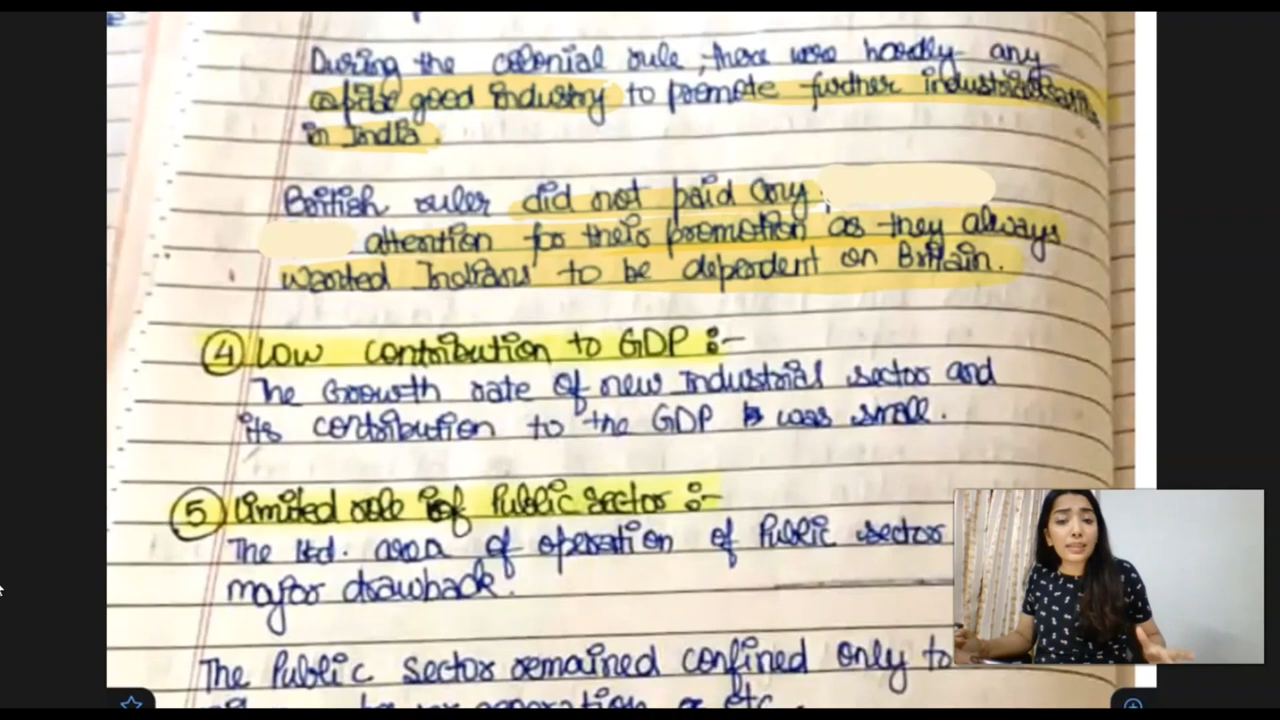 During the colonial rule, there was hardly any
capital good industry to promote further industrialisation
in India.
British ruler did not paid any
attention for their promotion as they always
wanted Indians to be dependent on Britain.
④ Low contribution to GDP :-
The Growth rate of new Industrial sector and
its contribution to the GDP was small.
⑤ Limited role of Public sector :-
The ltd. area of operation of Public sector
major drawback.
The Public sector remained confined only to
etc.